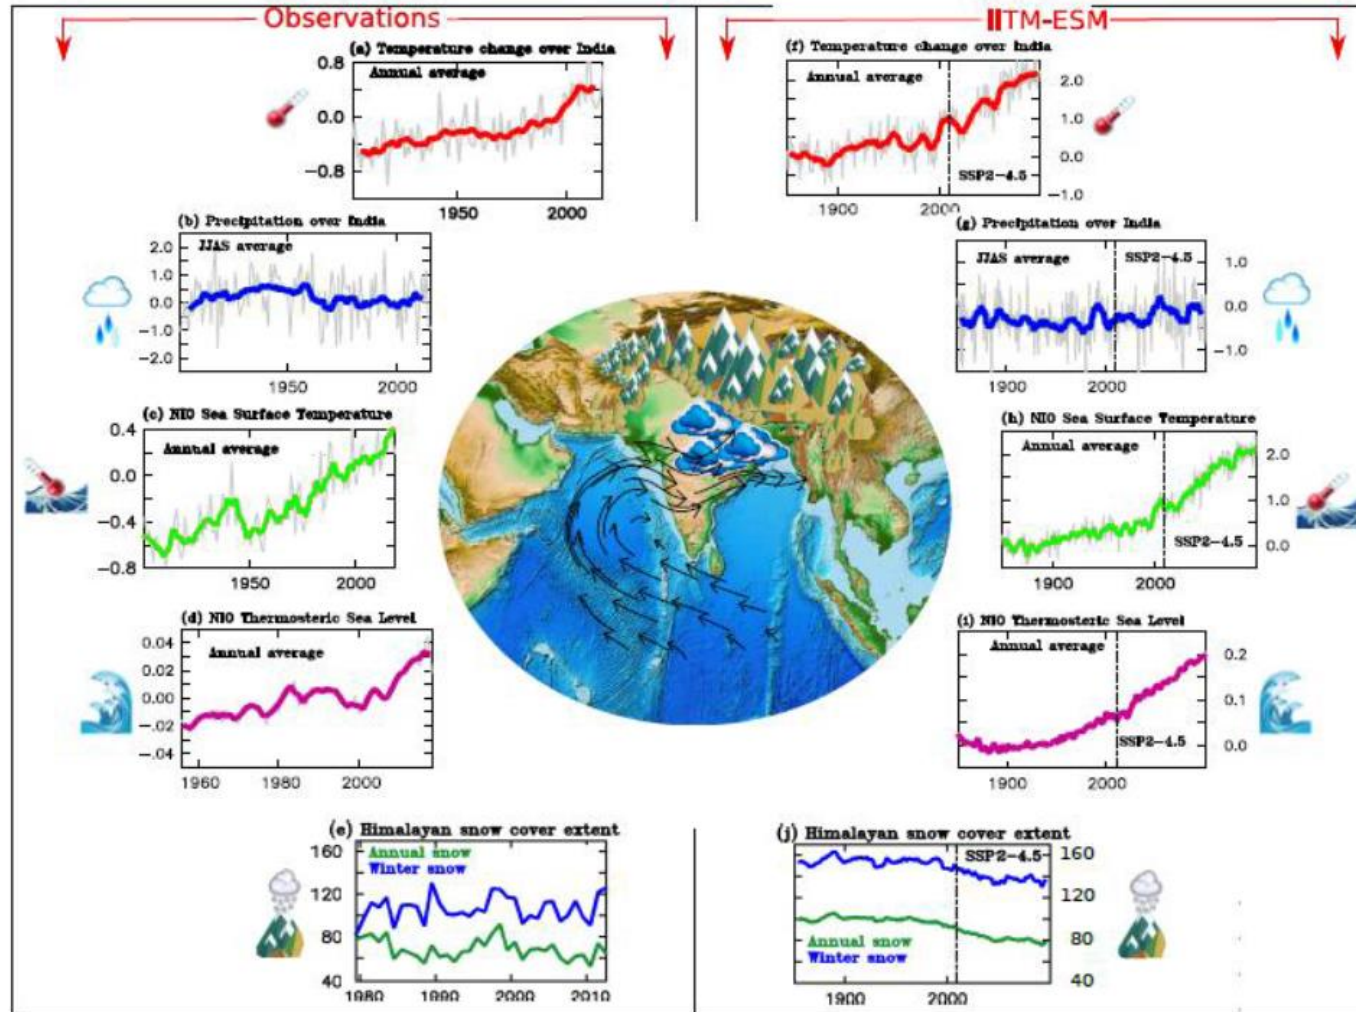 Observations
IITM-ESM
(a) Temperature change over India
Annual average
0.8
0.0
−0.8
1950
2000
(f) Temperature change over India
Annual average
2.0
1.0
0.0
−1.0
SSP2-4.5
1900
2000
(b) Precipitation over India
JJAS average
2.0
1.0
0.0
−1.0
−2.0
1950
2000
(g) Precipitation over India
JJAS average
SSP2-4.5
1.0
0.0
−1.0
1900
2000
(c) NIO Sea Surface Temperature
Annual average
0.4
0.0
−0.4
−0.8
1950
2000
(h) NIO Sea Surface Temperature
Annual average
2.0
1.0
0.0
SSP2-4.5
1900
2000
(d) NIO Thermosteric Sea Level
Annual average
0.04
0.02
0.00
−.02
−.04
1960
1980
2000
(i) NIO Thermosteric Sea Level
Annual average
0.2
0.1
0.0
SSP2-4.5
1900
2000
(e) Himalayan snow cover extent
Annual snow
Winter snow
160
120
80
40
1980
1990
2000
2010
(j) Himalayan snow cover extent
SSP2-4.5
160
120
80
40
Annual snow
Winter snow
1900
2000